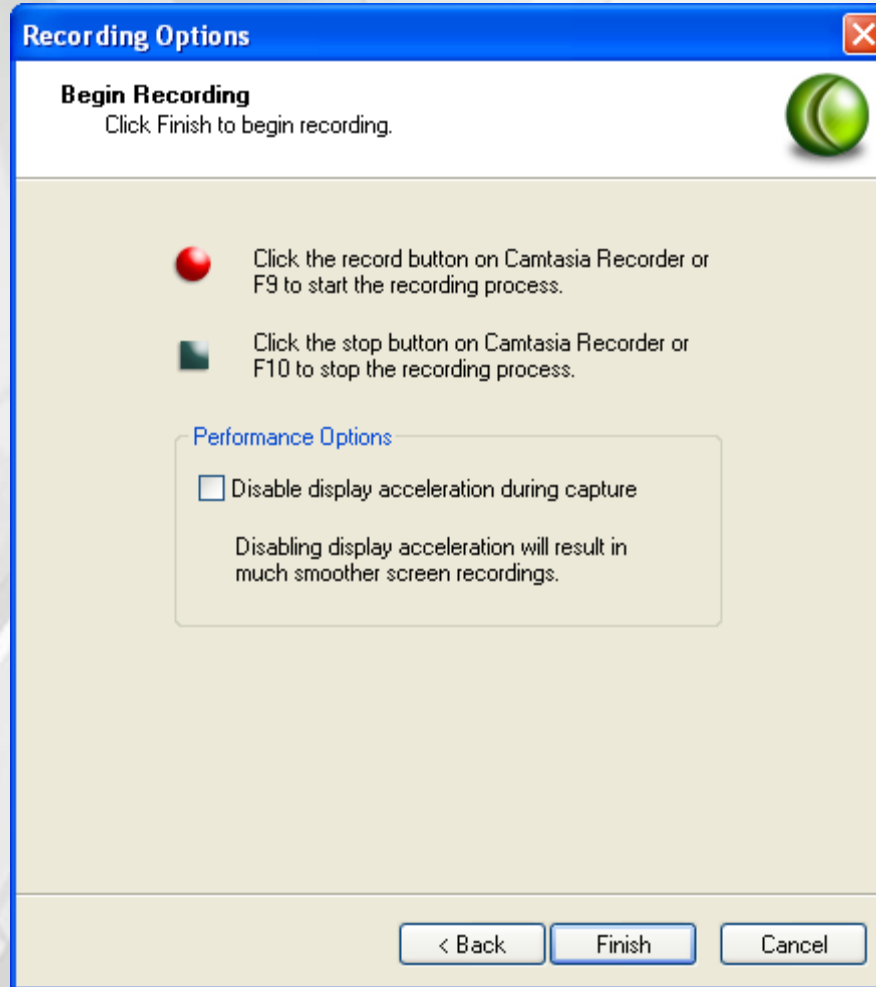 Recording Options
Begin Recording
Click Finish to begin recording.
Click the record button on Camtasia Recorder or
F9 to start the recording process.
Click the stop button on Camtasia Recorder or
F10 to stop the recording process.
Performance Options
Disable display acceleration during capture
Disabling display acceleration will result in
much smoother screen recordings.
< Back
Finish
Cancel